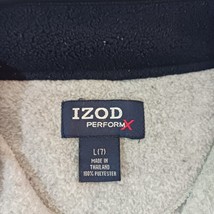 IZOD
PERFORMX
L(7)
MADE IN
THAILAND
100% POLYESTER